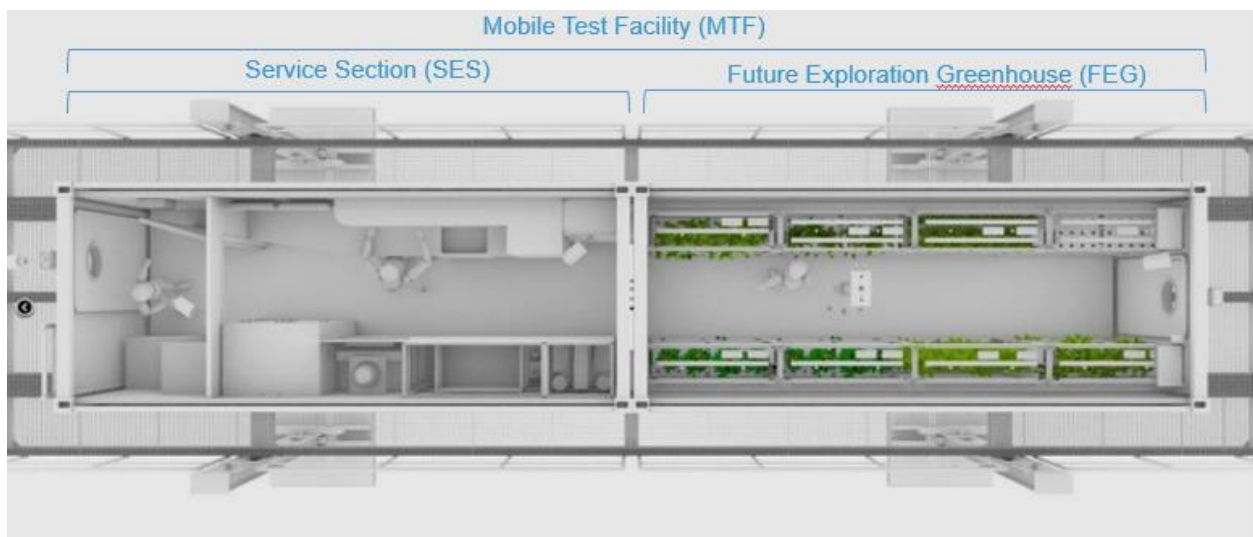 Mobile Test Facility (MTF)
Service Section (SES)
Future Exploration Greenhouse (FEG)